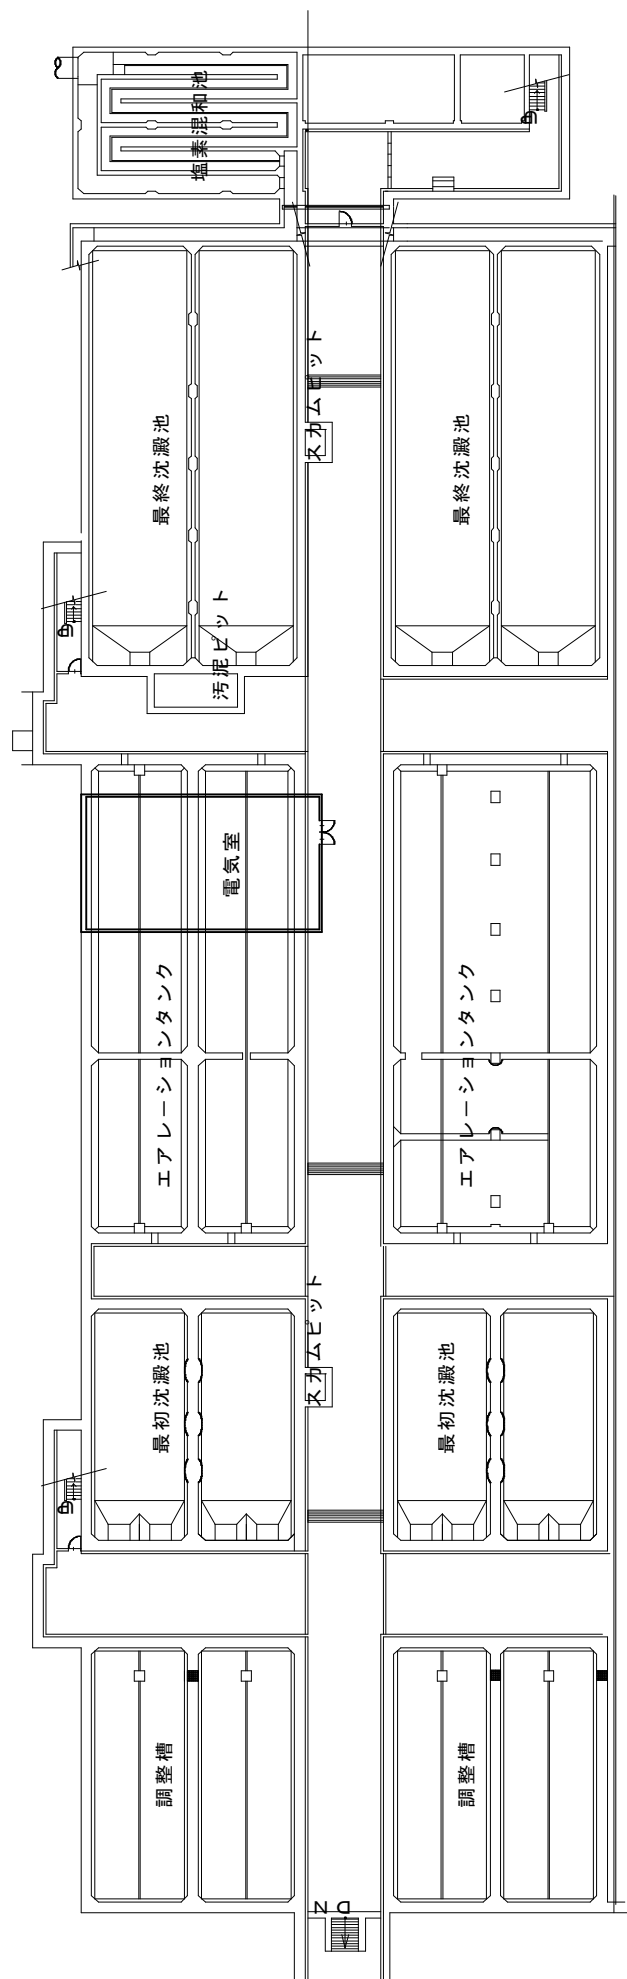 塩素混和池
スカムピット
最終沈澱池
最終沈澱池
汚泥ピット
電気室
エアレーションタンク
エアレーションタンク
スカムピット
最初沈澱池
最初沈澱池
調整槽
調整槽
DN